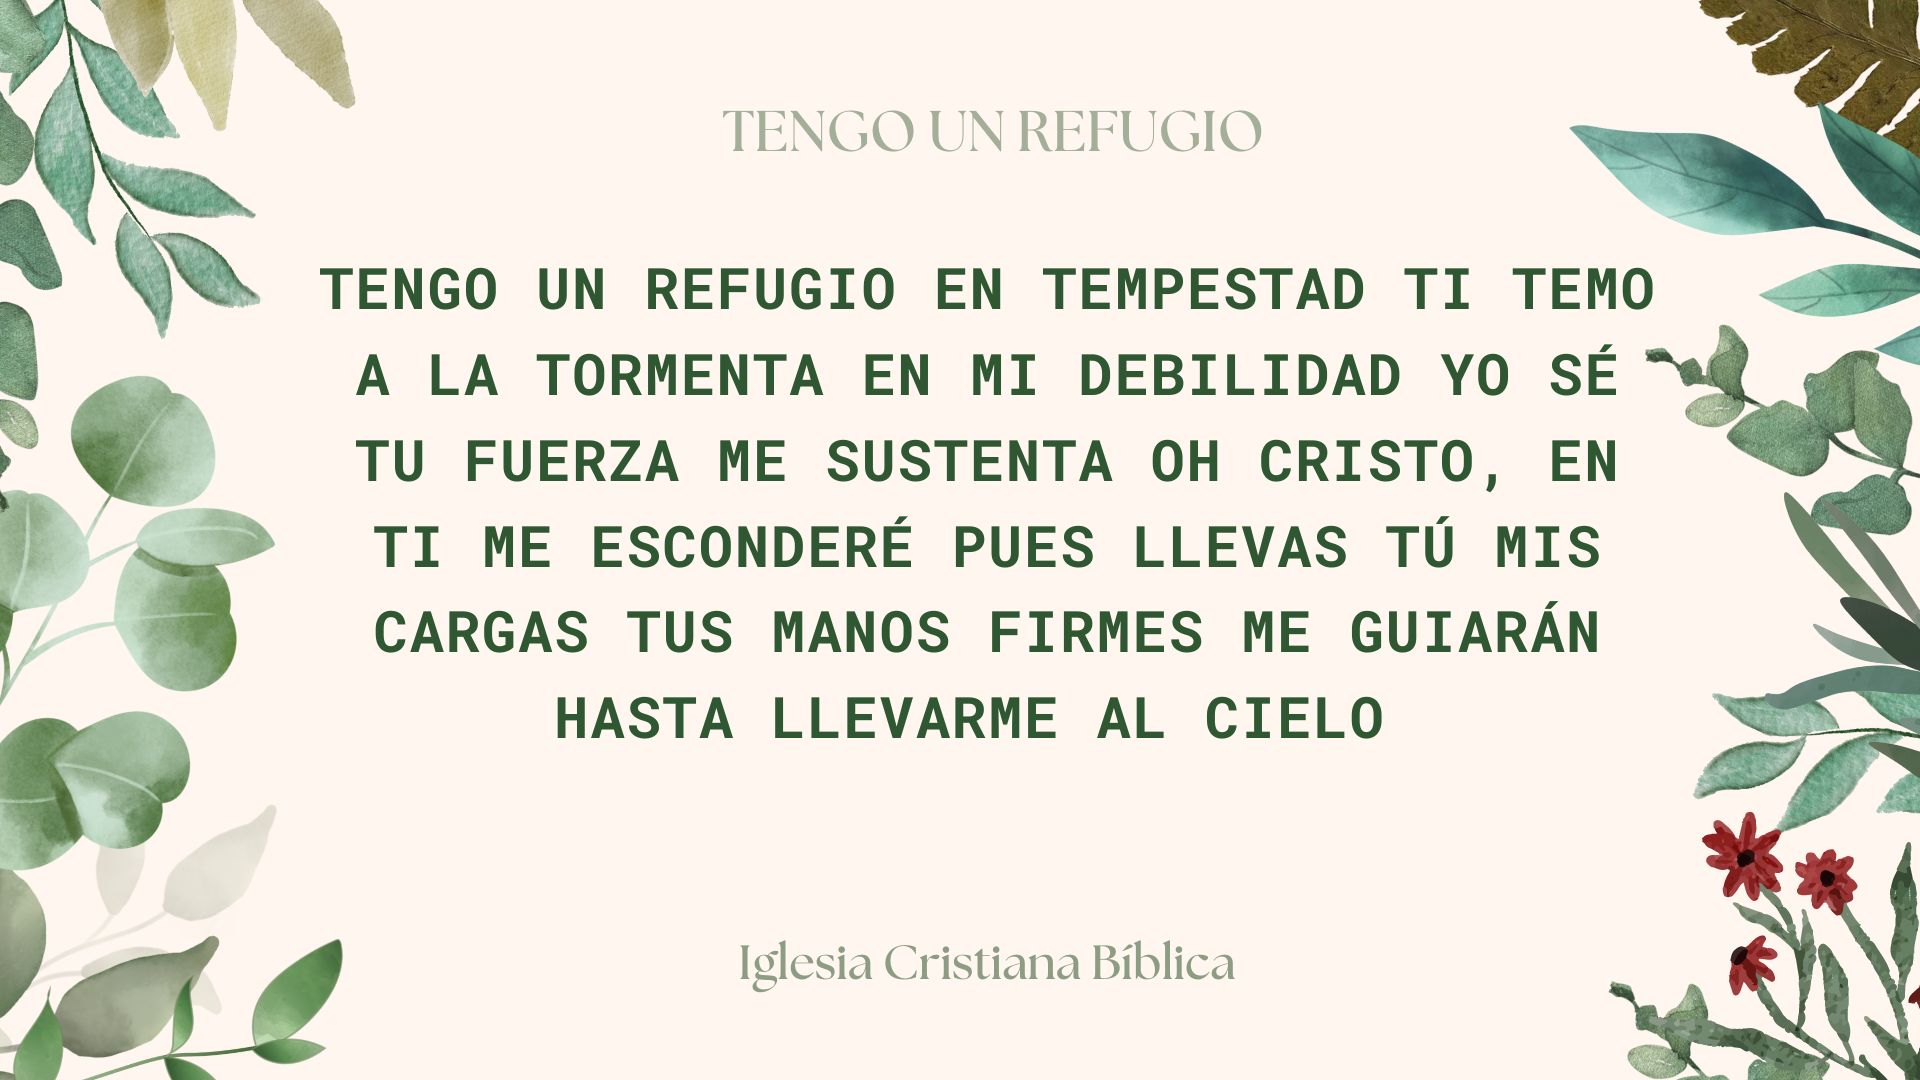 TENGO UN REFUGIO
TENGO UN REFUGIO EN TEMPESTAD TI TEMO
A LA TORMENTA EN MI DEBILIDAD YO SÉ
TU FUERZA ME SUSTENTA OH CRISTO, EN
TI ME ESCONDERÉ PUES LLEVAS TÚ MIS
CARGAS TUS MANOS FIRMES ME GUIARÁN
HASTA LLEVARME AL CIELO
Iglesia Cristiana Bíblica